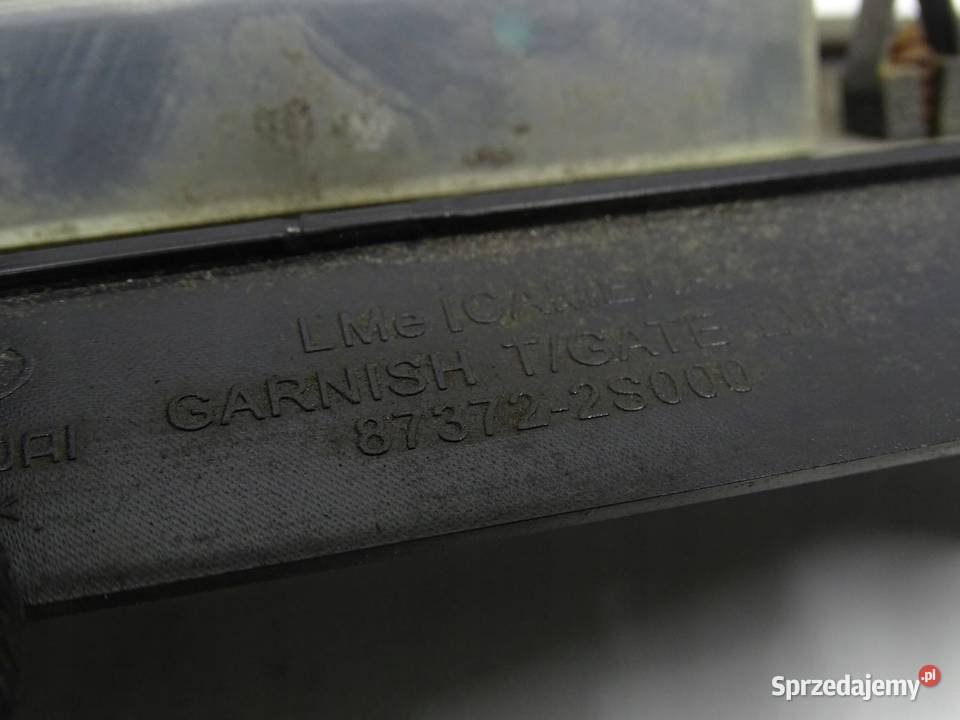 LMe
GARNISH T/GATE
87372-2S000
Sprzedajemy.pl